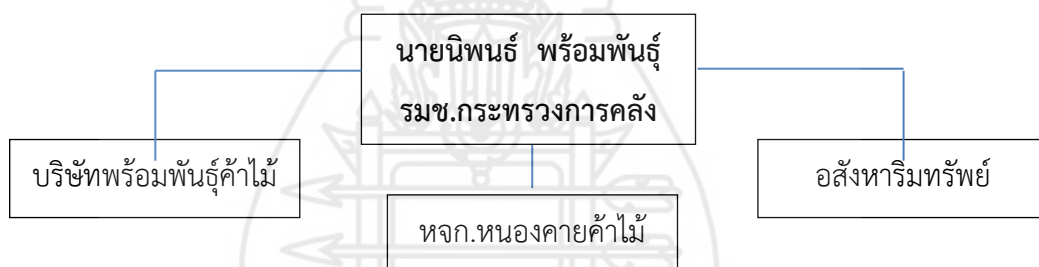 นายนิพนธ์ พร้อมพันธุ์
รมช.กระทรวงการคลัง
บริษัทพร้อมพันธุ์ค้าไม้
อสังหาริมทรัพย์
หจก.หนองคายค้าไม้